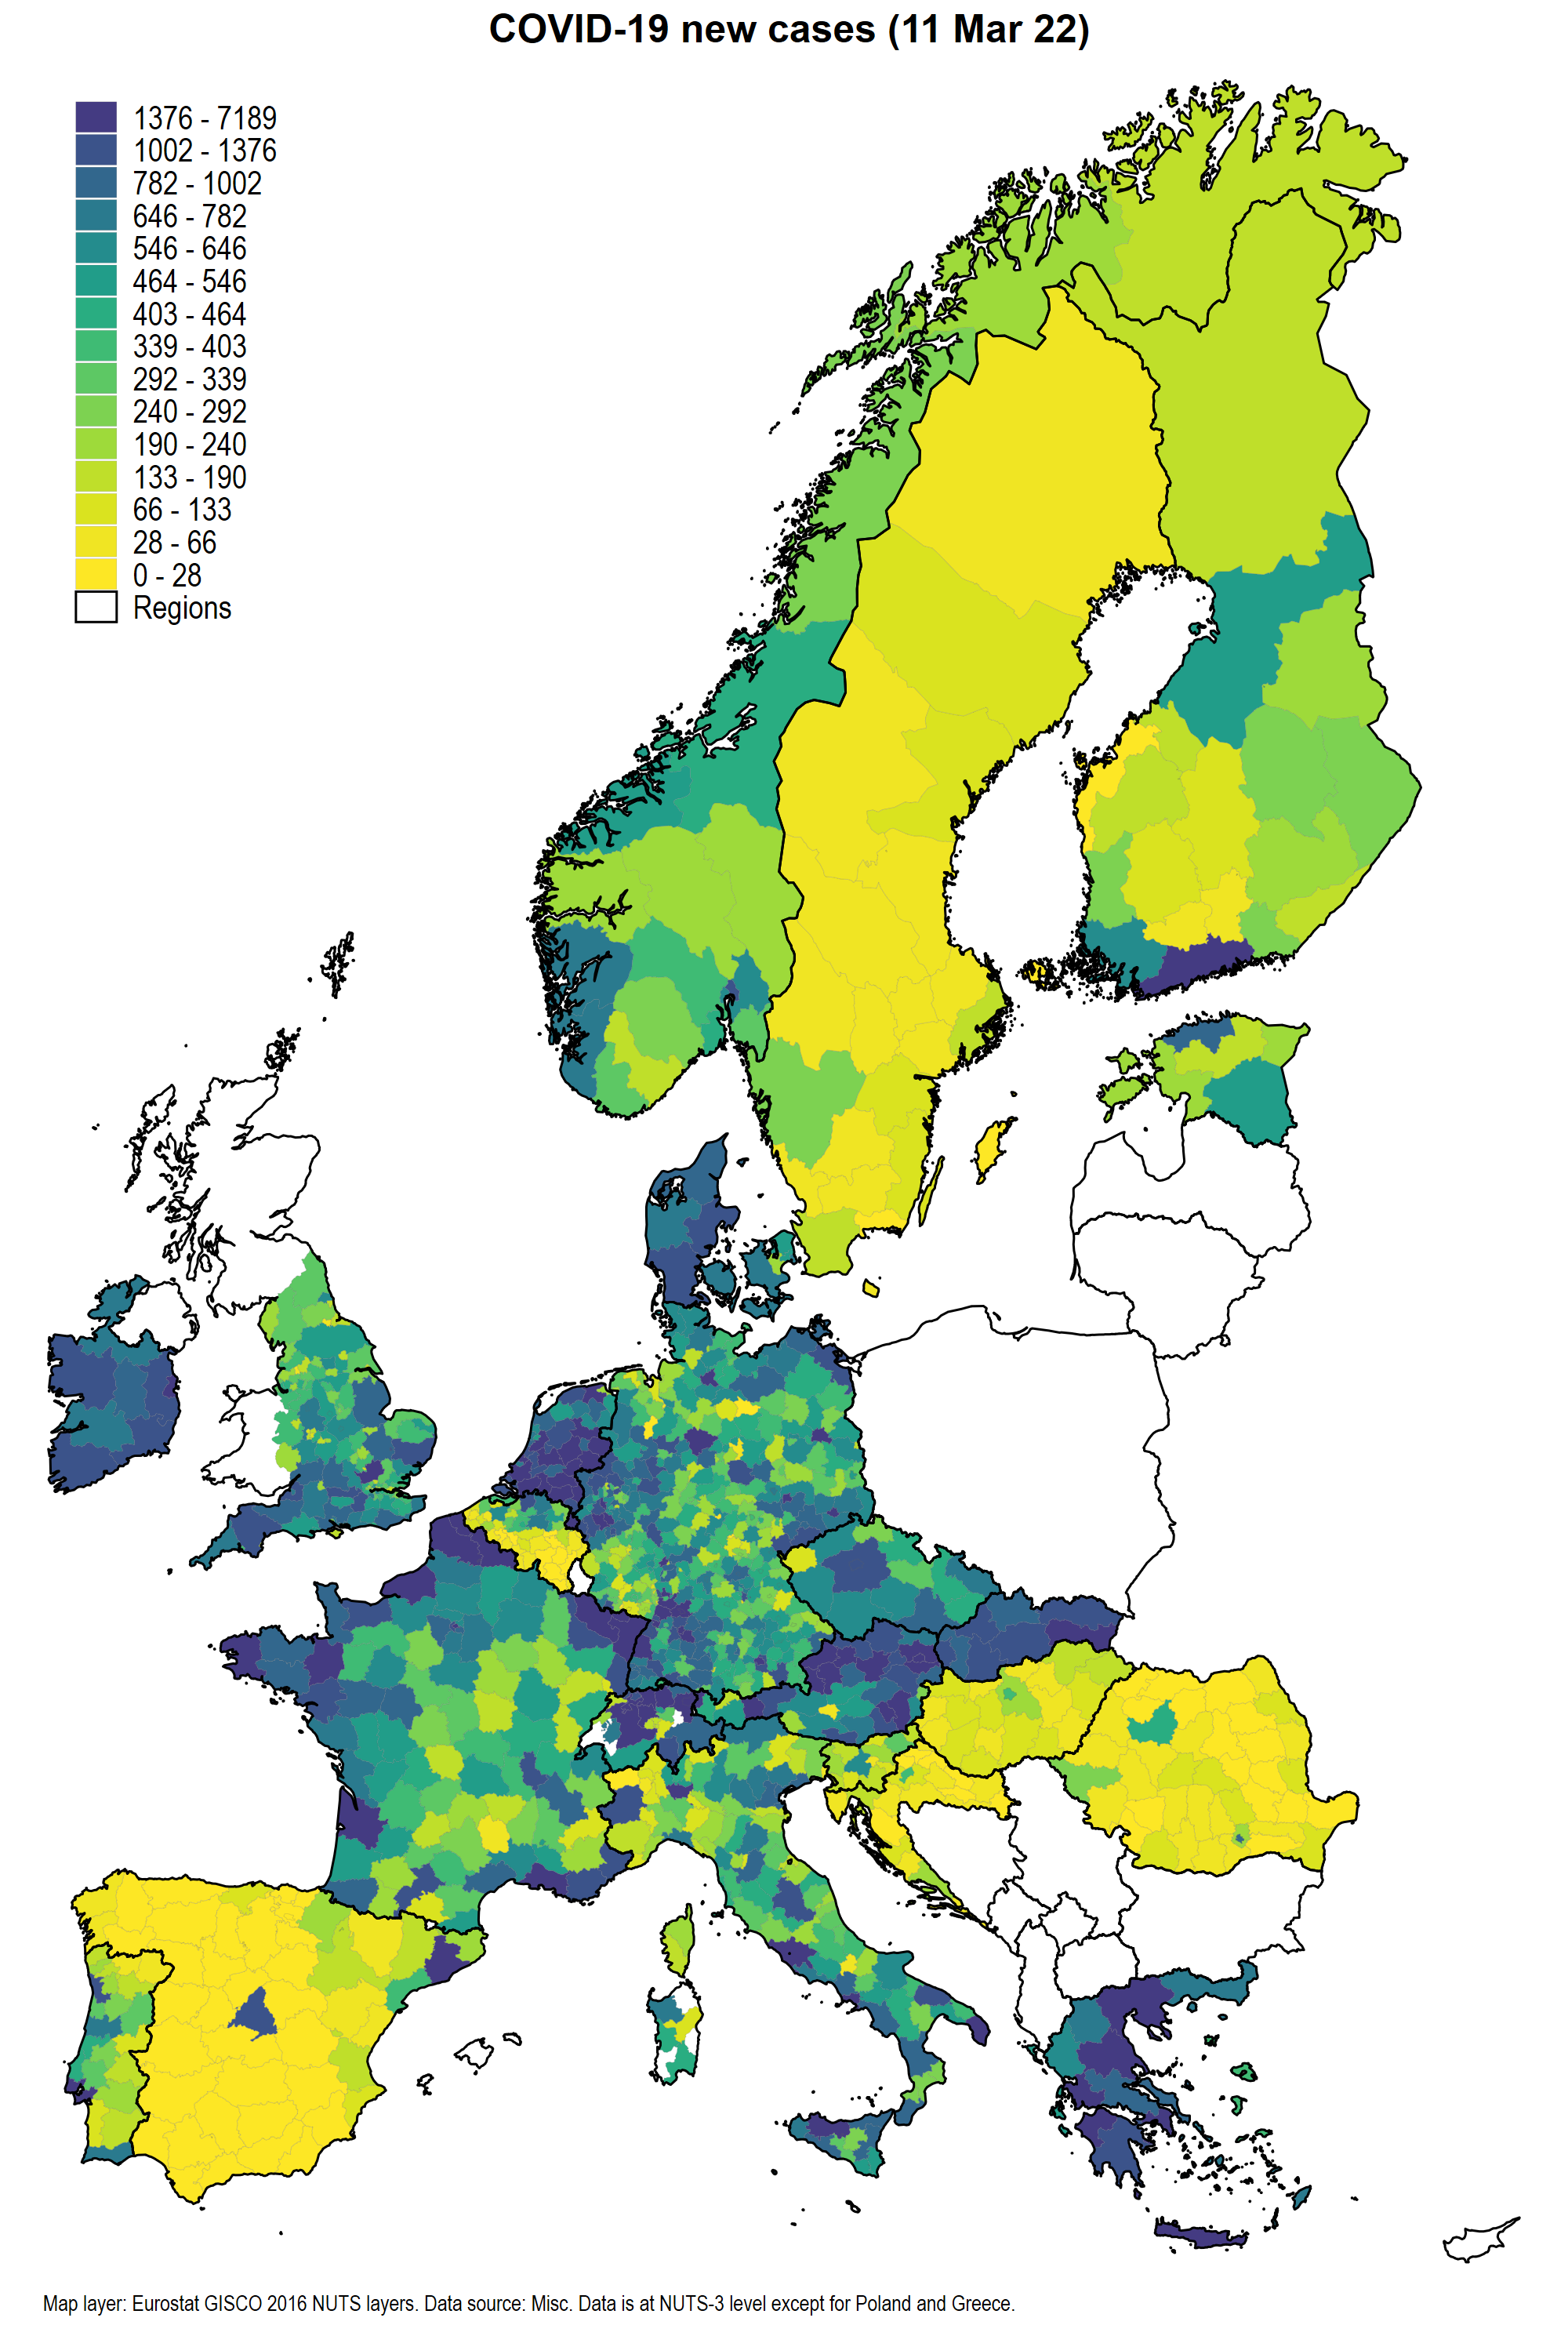 COVID-19 new cases (11 Mar 22)
1376 - 7189
1002 - 1376
782 - 1002
646 - 782
546 - 646
464 - 546
403 - 464
339 - 403
292 - 339
240 - 292
190 - 240
133 - 190
66 - 133
28 - 66
0 - 28
Regions
Map layer: Eurostat GISCO 2016 NUTS layers. Data source: Misc. Data is at NUTS-3 level except for Poland and Greece.